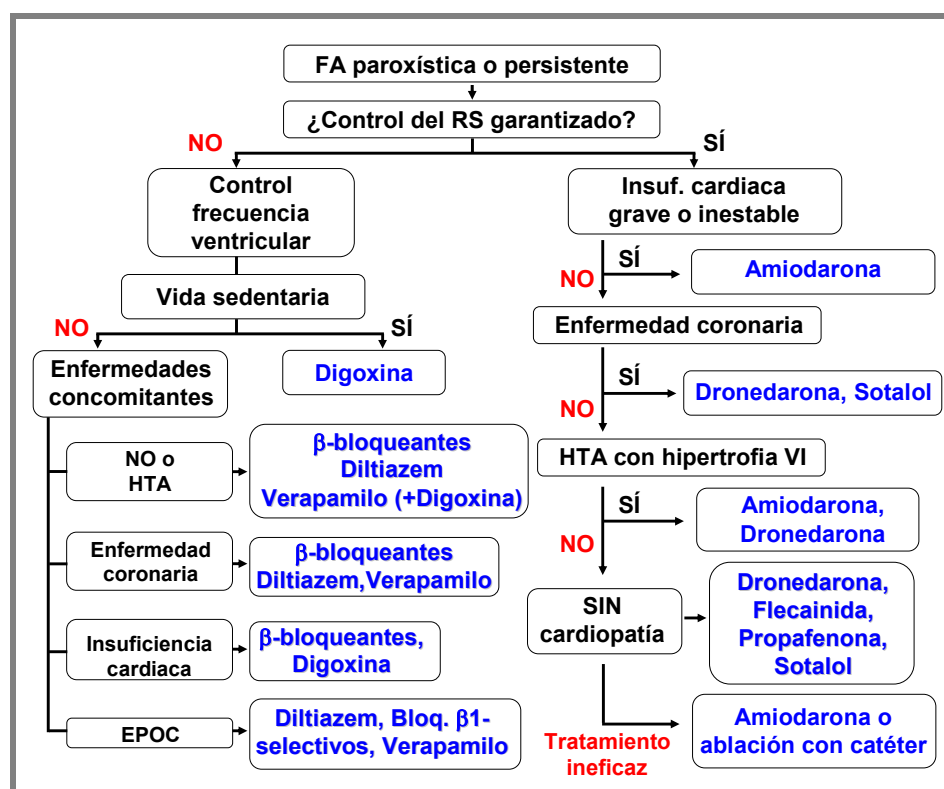 FA paroxística o persistente
¿Control del RS garantizado?
NO
SÍ
Control
frecuencia
ventricular
Vida sedentaria
NO
SÍ
Enfermedades
concomitantes
Digoxina
NO o
HTA
β-bloqueantes
Diltiazem
Verapamilo (+Digoxina)
Enfermedad
coronaria
β-bloqueantes
Diltiazem,Verapamilo
Insuficiencia
cardiaca
β-bloqueantes,
Digoxina
EPOC
Diltiazem, Bloq. β1-
selectivos, Verapamilo
Insuf. cardiaca
grave o inestable
SÍ
NO
Amiodarona
Enfermedad coronaria
SÍ
NO
Dronedarona, Sotalol
HTA con hipertrofia VI
SÍ
NO
Amiodarona,
Dronedarona
SIN
cardiopatía
Dronedarona,
Flecainida,
Propafenona,
Sotalol
Tratamiento
ineficaz
Amiodarona o
ablación con catéter